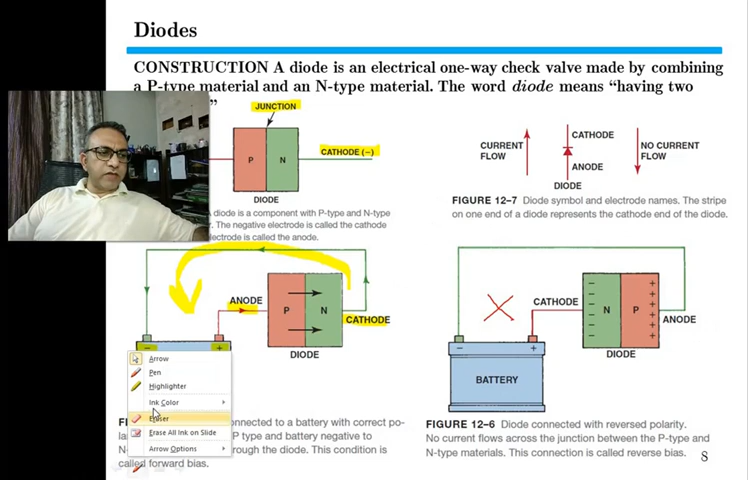 Diodes
CONSTRUCTION A diode is an electrical one-way check valve made by combining
a P-type material and an N-type material. The word diode means “having two
”
JUNCTION
CATHODE (−)
P N
DIODE
A diode is a component with P-type and N-type
r. The negative electrode is called the cathode
lectrode is called the anode.
CURRENT
FLOW
CATHODE
ANODE
DIODE
NO CURRENT
FLOW
FIGURE 12–7 Diode symbol and electrode names. The stripe
on one end of a diode represents the cathode end of the diode.
ANODE
P N
CATHODE
DIODE
− +
Arrow
Pen
Highlighter
Ink Color
Eraser
Erase All Ink on Slide
Arrow Options
onnected to a battery with correct po-
la P type and battery negative to
N- rough the diode. This condition is
called forward bias.
CATHODE
N P
− − − − − −
+ + + + + +
ANODE
DIODE
− +
BATTERY
FIGURE 12–6 Diode connected with reversed polarity.
No current flows across the junction between the P-type and
N-type materials. This connection is called reverse bias.
8